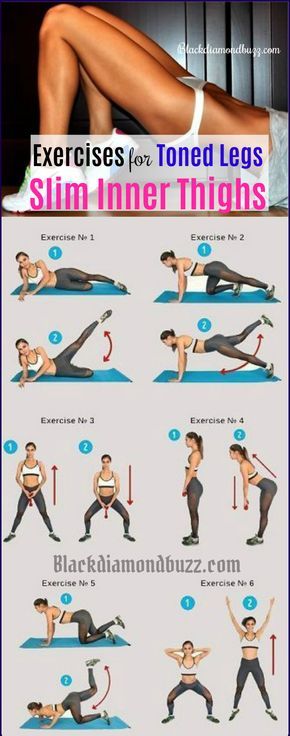 Blackdiamondbuzz.com
Exercises for Toned Legs
Slim Inner Thighs
Exercise № 1
Exercise № 2
1
1
2
2
Exercise № 3
Exercise № 4
1
2
1
2
Blackdiamondbuzz.com
Exercise № 5
Exercise № 6
1
1
2
2